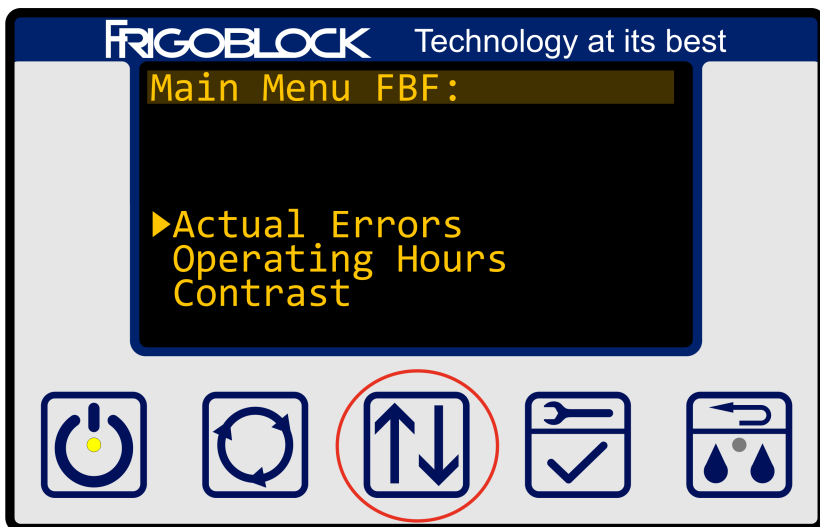 FRIGOBLOCK Technology at its best
Main Menu FBF:
Actual Errors
Operating Hours
Contrast